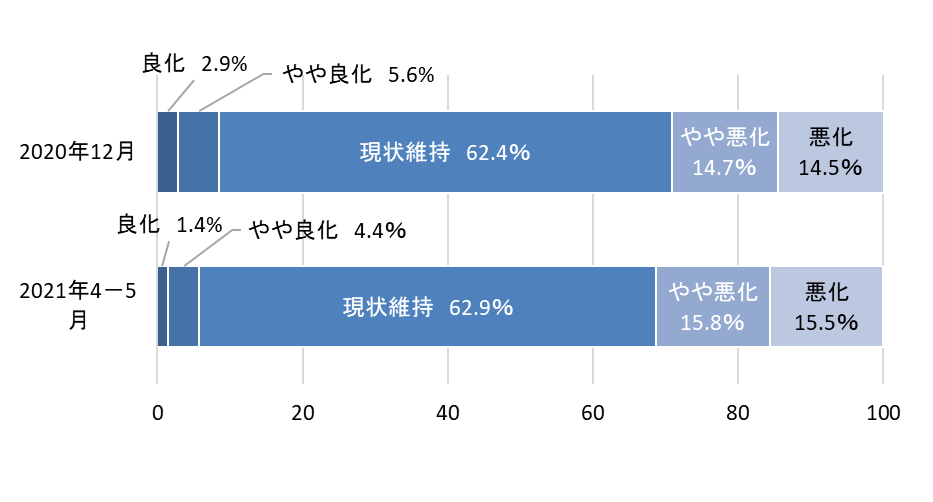 良化 2.9%
やや良化 5.6%
2020年12月
現状維持 62.4%
やや悪化
14.7%
悪化
14.5%
良化 1.4%
やや良化 4.4%
2021年4－5
月
現状維持 62.9%
やや悪化
15.8%
悪化
15.5%
0 20 40 60 80 100